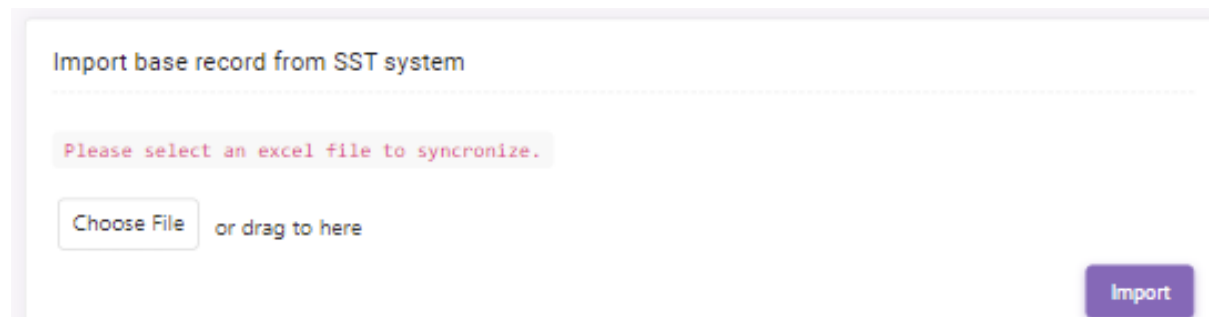 Import base record from SST system
Please select an excel file to syncronize.
Choose File or drag to here
Import